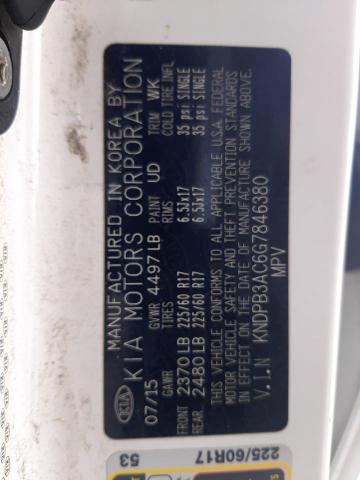 MANUFACTURED IN KOREA BY
KIA KIA MOTORS CORPORATION
07/15 GVWR 4497LB PAINT UD TRIM WK
GAWR TIRES RIMS COLD TIRE INFL
FRONT 2370LB 225/60 R17 6.5JX17 35 psi SINGLE
REAR 2480LB 225/60 R17 6.5JX17 35 psi SINGLE
THIS VEHICLE CONFORMS TO ALL APPLICABLE U.S.A. FEDERAL
MOTOR VEHICLE SAFETY AND THEFT PREVENTION STANDARDS
IN EFFECT ON THE DATE OF MANUFACTURE SHOWN ABOVE.
V.I.N KNDPB3AC6G7846380
MPV
53 225/60R17